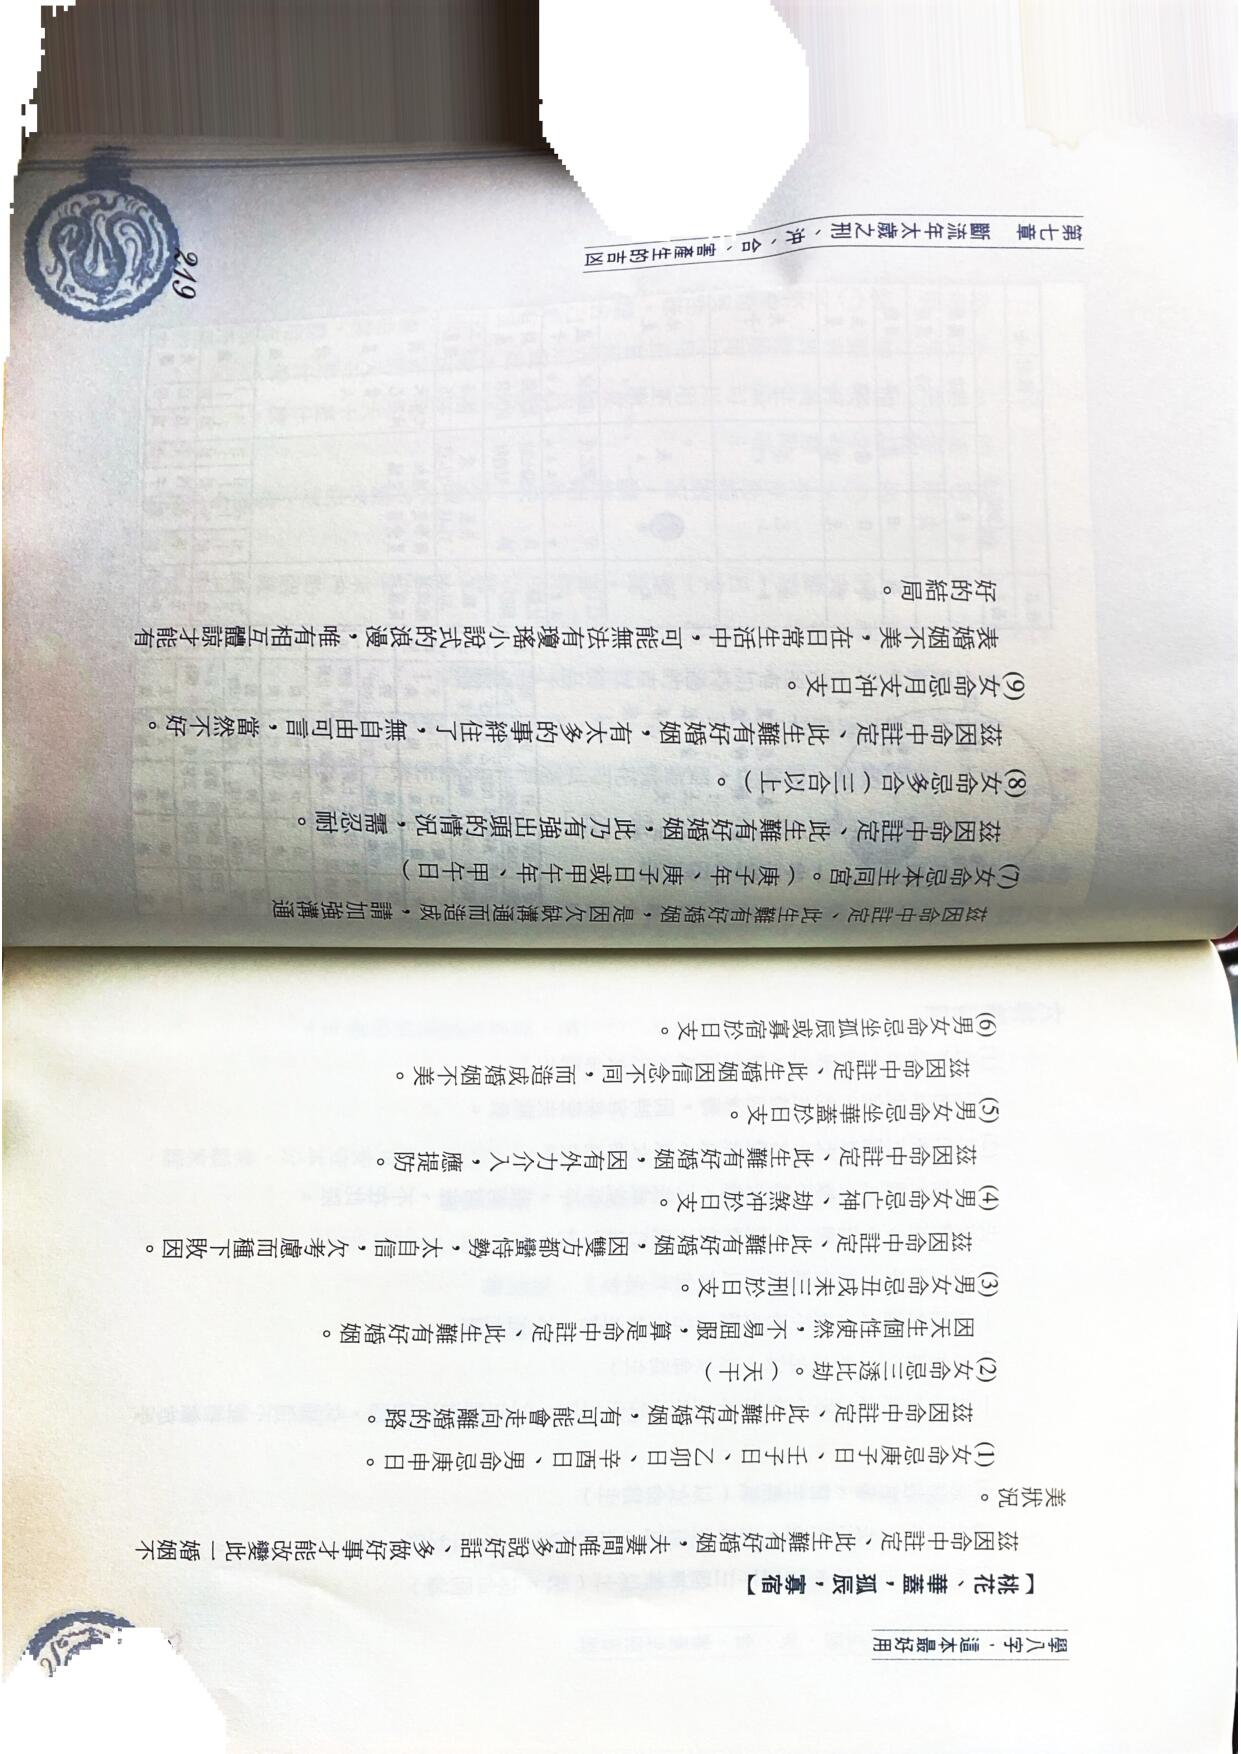 學八字，這本最好用
【桃花、華蓋，孤辰，寡宿】
茲因命中註定、此生難有好婚姻，夫妻間唯有多說好話、多做好事才能改變此一婚姻不
美狀況。
(1)女命忌庚子日、壬子日、乙卯日、辛酉日、男命忌庚申日。
茲因命中註定、此生難有好婚姻，有可能會走向離婚的路。
(2)女命忌三透比劫。（天干）
因天生個性使然，不易屈服，算是命中註定、此生難有好婚姻。
(3)男女命忌丑戌未三刑於日支。
茲因命中註定、此生難有好婚姻，因雙方都蠻恃勢，太自信，欠考慮而種下敗因。
(4)男女命忌亡神、劫煞沖於日支。
茲因命中註定、此生難有好婚姻，因有外力介入，應提防。
(5)男女命忌坐華蓋於日支。
茲因命中註定、此生婚姻因信念不同，而造成婚姻不美。
(6)男女命忌坐孤辰或寡宿於日支。
茲因命中註定、此生難有好婚姻，是因欠缺溝通而造成，請加強溝通
(7)女命忌本主同宮。（庚子年、庚子日或甲午年、甲午日）
茲因命中註定、此生難有好婚姻，此乃有強出頭的情況，需忍耐。
(8)女命忌多合（三合以上）。
茲因命中註定、此生難有好婚姻，有太多的事絆住了，無自由可言，當然不好。
(9)女命忌月支沖日支。
表婚姻不美，在日常生活中，可能無法有瓊瑤小說式的浪漫，唯有相互體諒才能有
好的結局。
第七章　斷流年太歲之刑、沖、合、害產生的吉凶
219